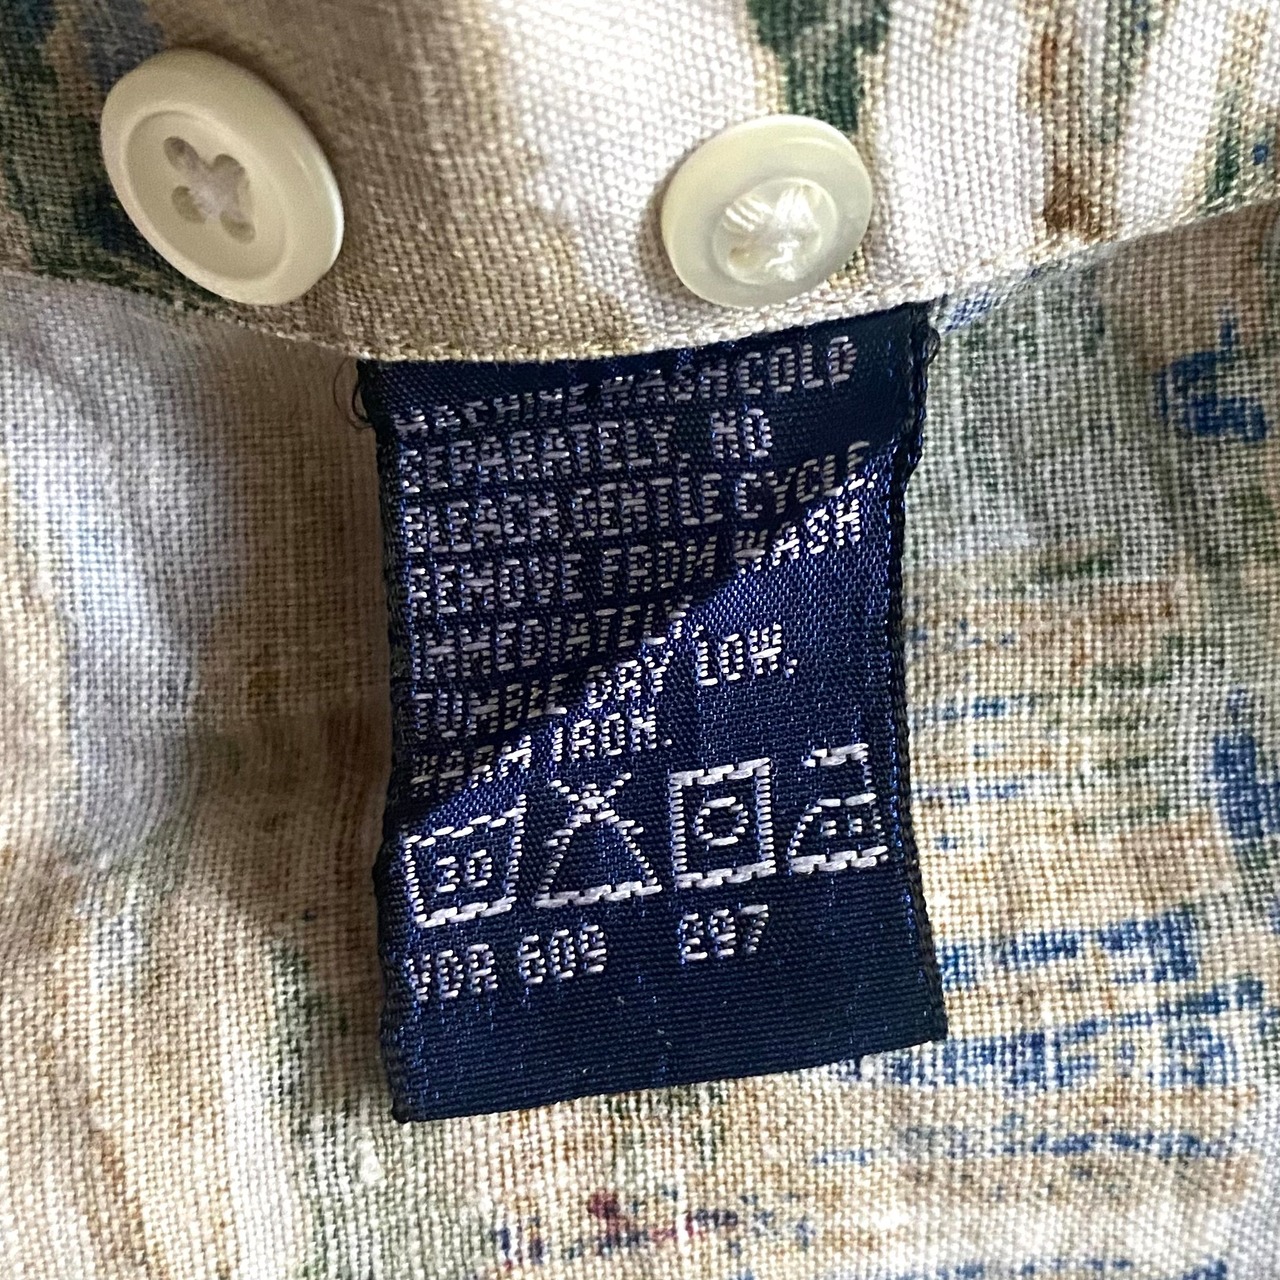 MACHINE WASH COLD
SEPARATELY, NO
BLEACH, GENTLE CYCLE.
REMOVE FROM WASH
IMMEDIATELY.
TUMBLE DRY LOW,
WARM IRON.
30
VDR 609 297